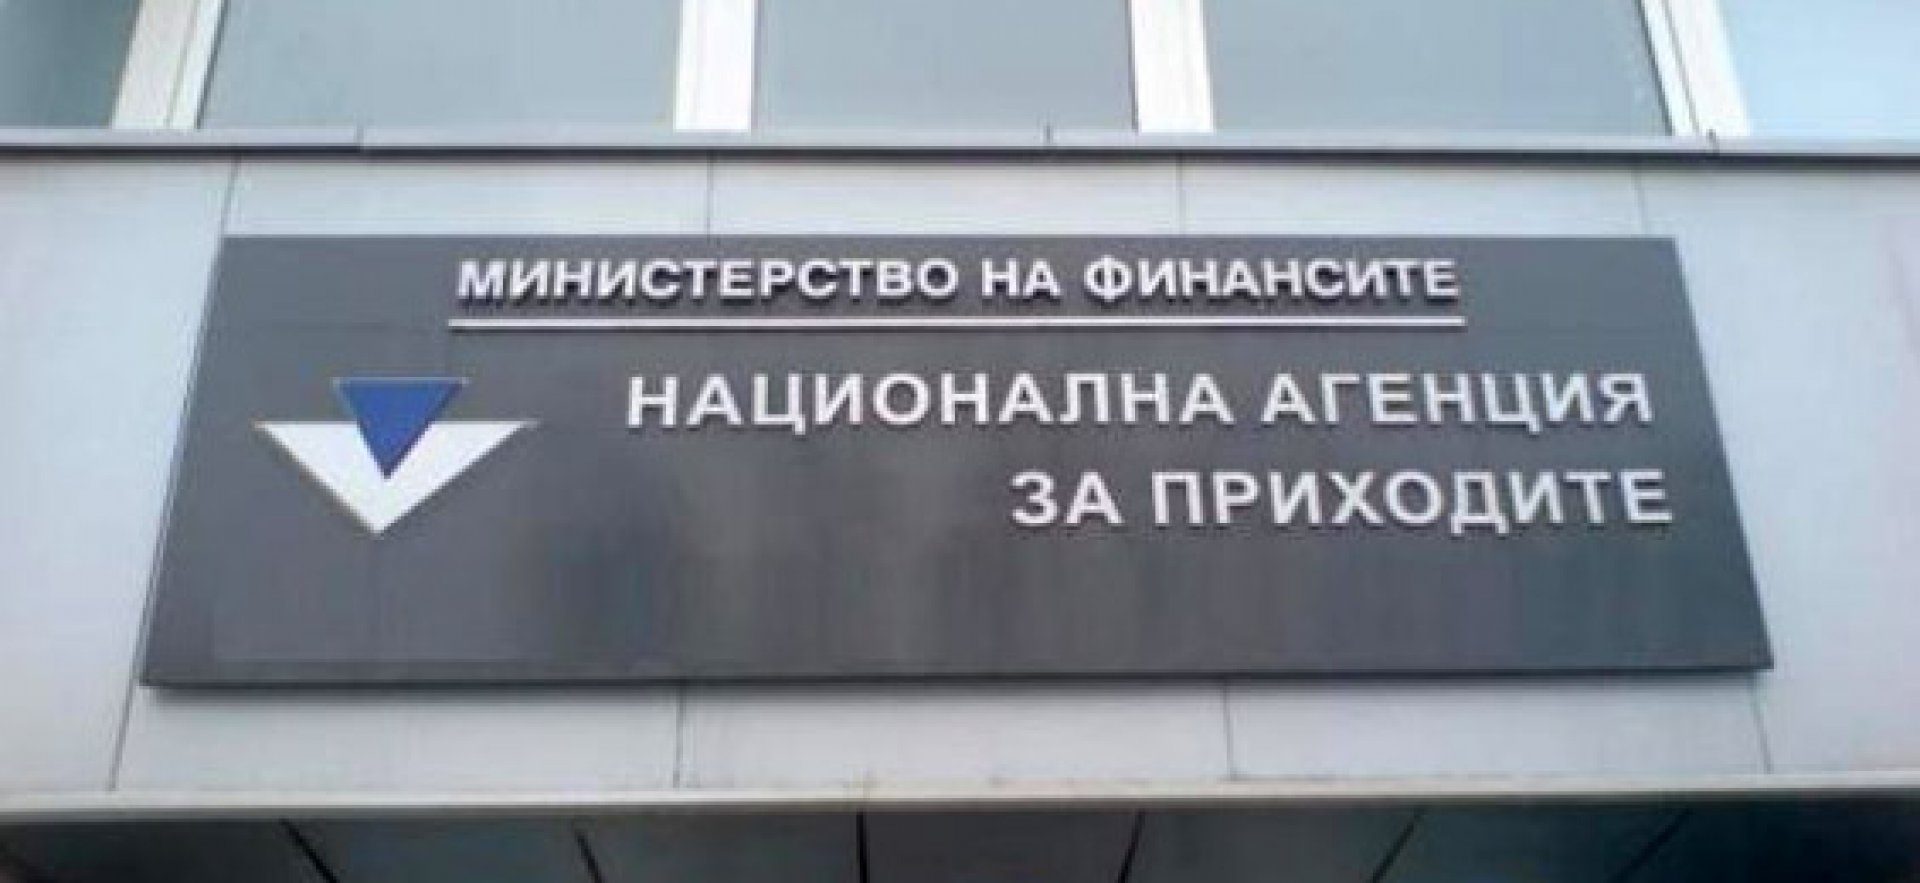 МИНИСТЕРСТВО НА ФИНАНСИТЕ
НАЦИОНАЛНА АГЕНЦИЯ
ЗА ПРИХОДИТЕ